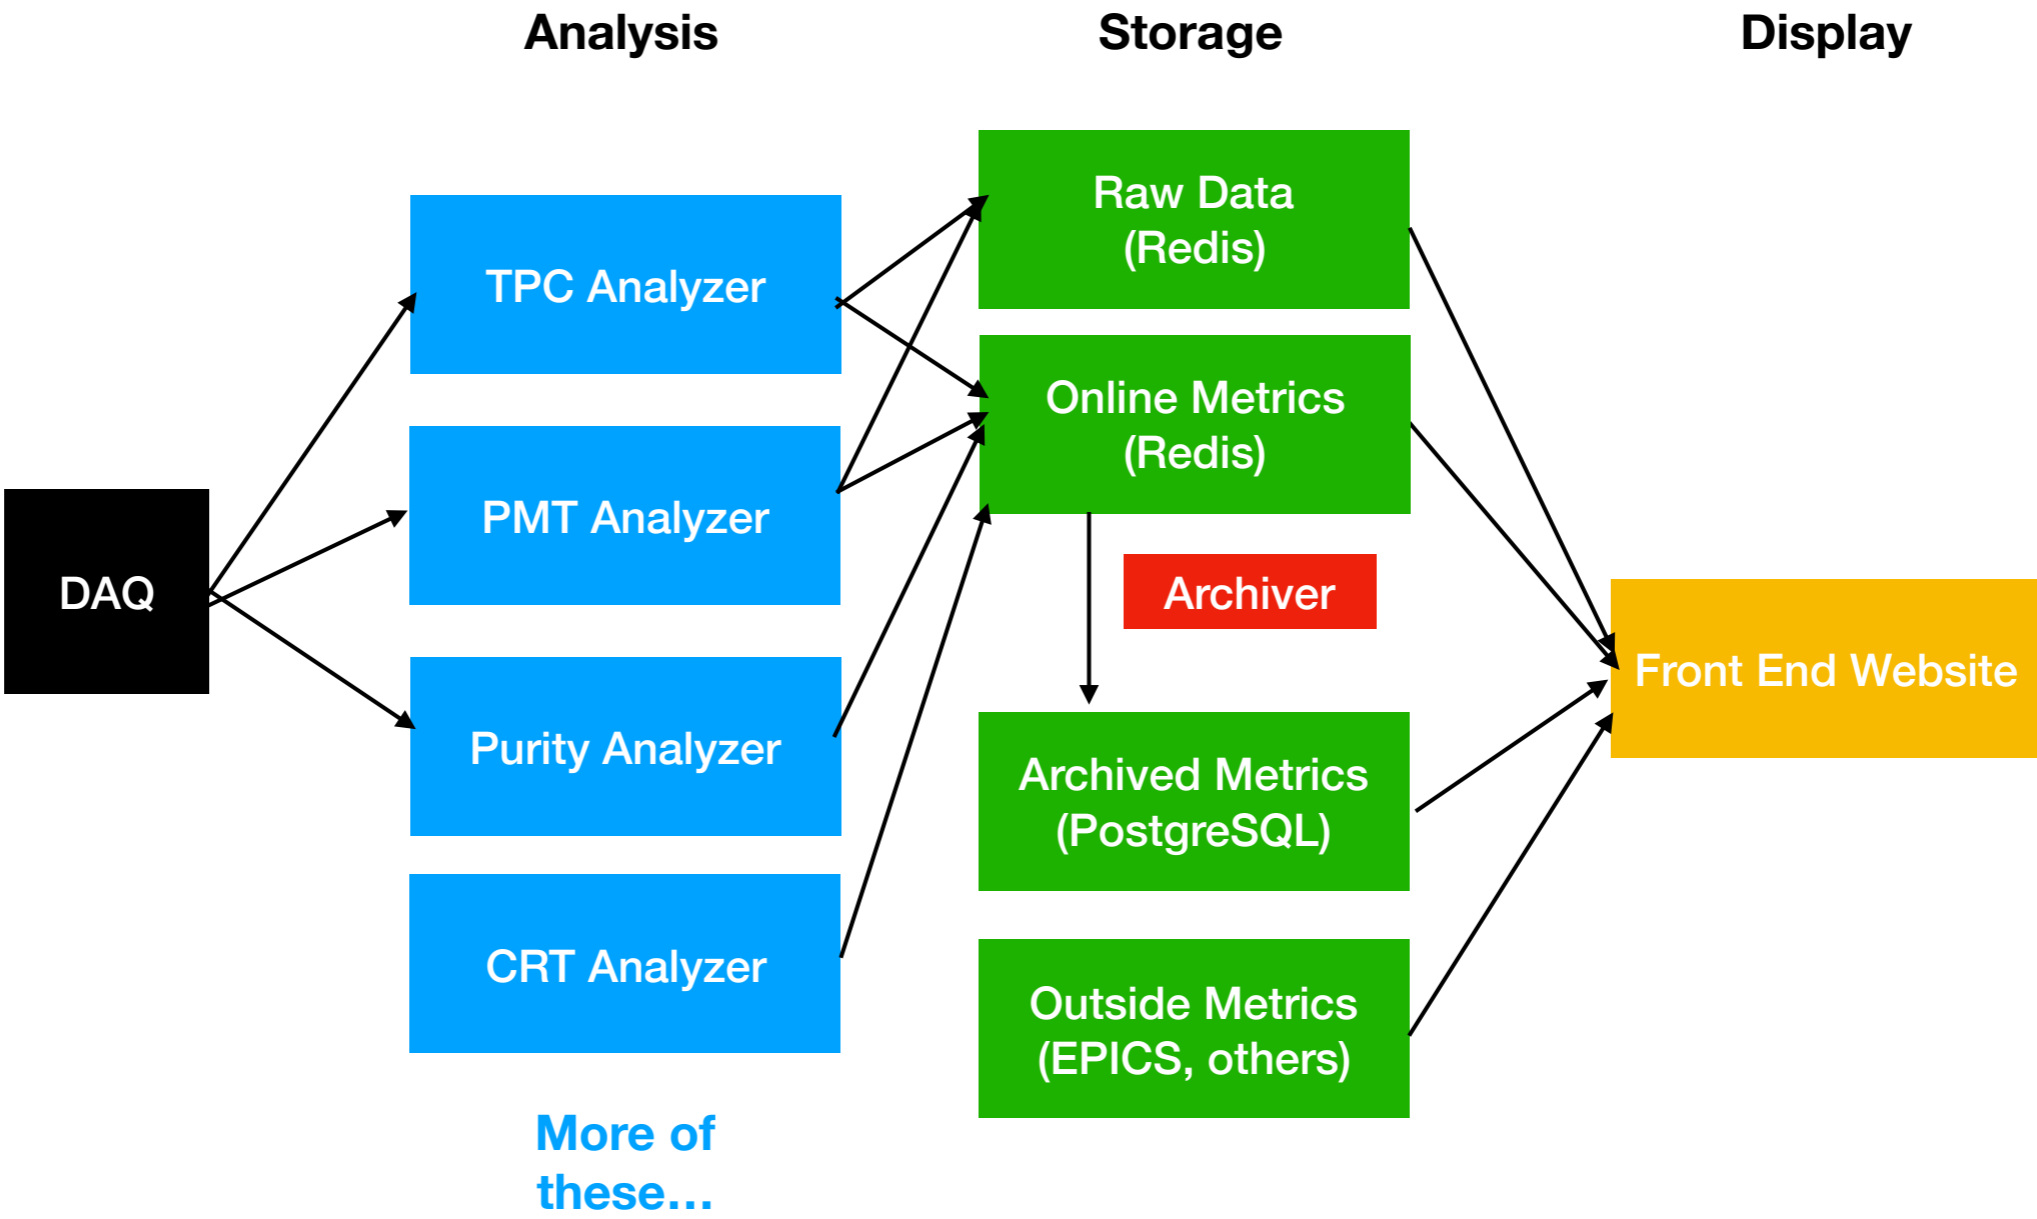 Analysis
Storage
Display
DAQ
TPC Analyzer
PMT Analyzer
Purity Analyzer
CRT Analyzer
More of
these...
Raw Data
(Redis)
Online Metrics
(Redis)
Archiver
Archived Metrics
(PostgreSQL)
Outside Metrics
(EPICS, others)
Front End Website